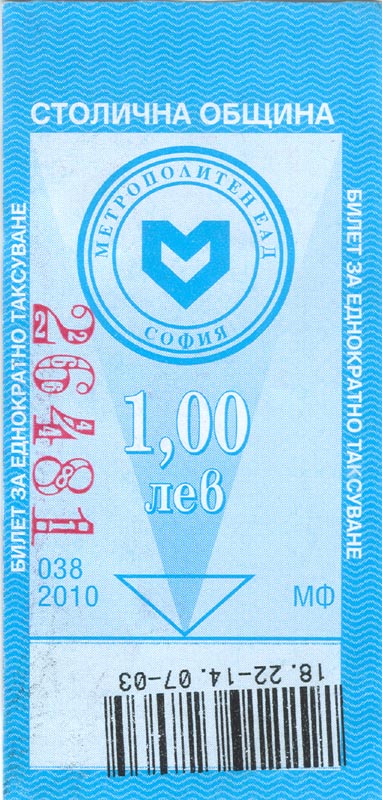 СТОЛИЧНА ОБЩИНА
БИЛЕТ ЗА ЕДНОКРАТНО ТАКСУВАНЕ
БИЛЕТ ЗА ЕДНОКРАТНО ТАКСУВАНЕ
МЕТРОПОЛИТЕН ЕАД
СОФИЯ
26481
1,00
лев
038
2010
МФ
18. 22-14. 07-03